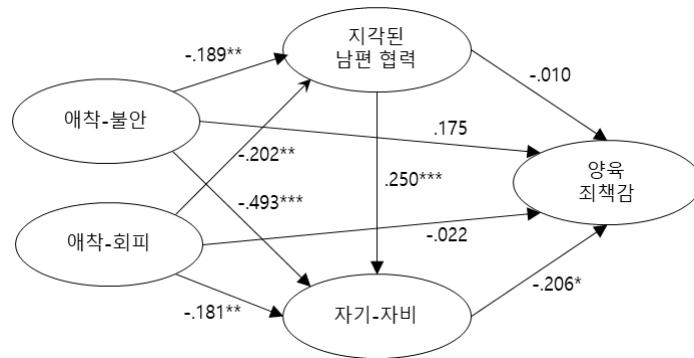 지각된
남편 협력
-.189**
-.010
애착-불안
.175
-.202**
양육
죄책감
.250***
-.493***
애착-회피
-.022
-.206*
-.181**
자기-자비